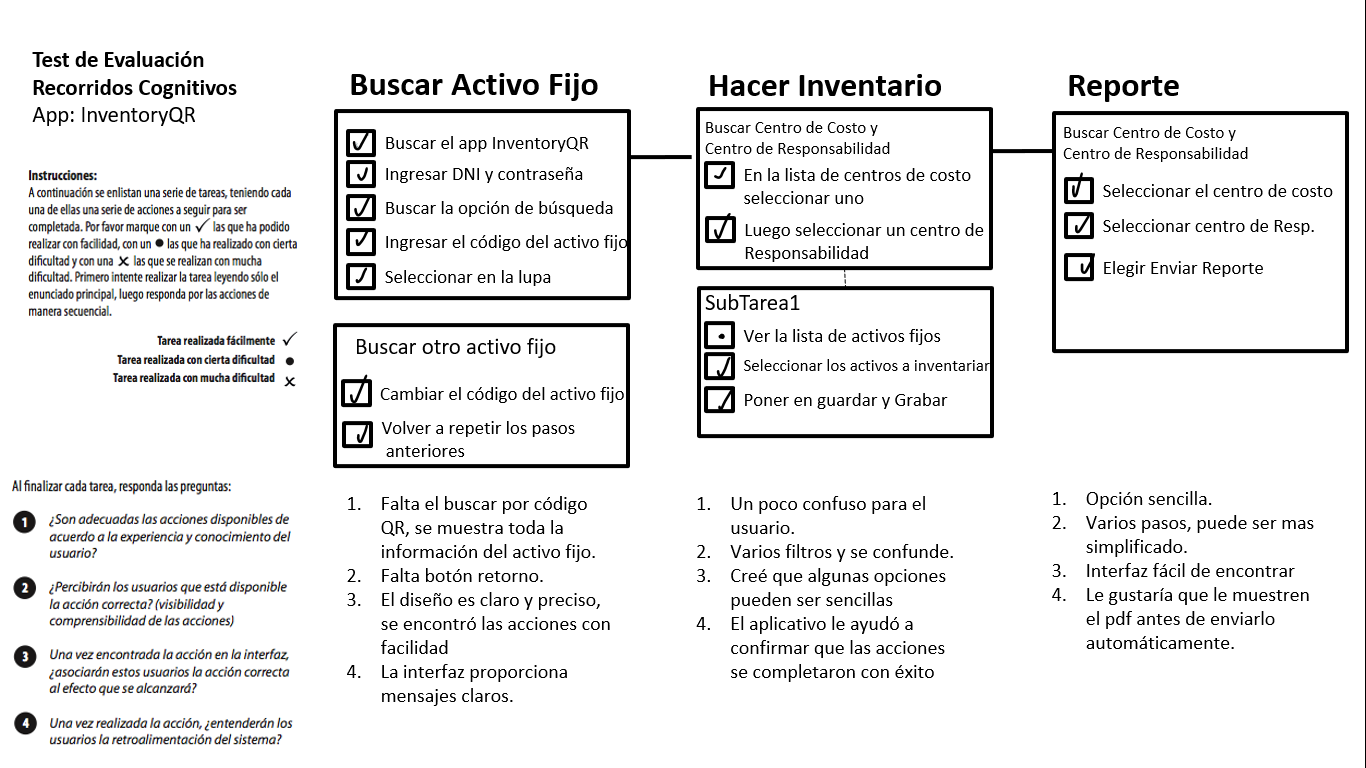 Test de Evaluación
Recorridos Cognitivos
App: InventoryQR
Instrucciones:
A continuación se enlistan una serie de tareas, teniendo cada
una de ellas una serie de acciones a seguir para ser
completada. Por favor marque con un ✓ las que ha podido
realizar con facilidad, con un ● las que ha realizado con cierta
dificultad y con una ✗ las que se realizan con mucha
dificultad. Primero intente realizar la tarea leyendo sólo el
enunciado principal, luego responda por las acciones de
manera secuencial.
Tarea realizada fácilmente ✓
Tarea realizada con cierta dificultad ●
Tarea realizada con mucha dificultad ✗
Al finalizar cada tarea, responda las preguntas:
1 ¿Son adecuadas las acciones disponibles de
acuerdo a la experiencia y conocimiento del
usuario?
2 ¿Percibirán los usuarios que está disponible
la acción correcta? (visibilidad y
comprensibilidad de las acciones)
3 Una vez encontrada la acción en la interfaz,
¿asociarán estos usuarios la acción correcta
al efecto que se alcanzará?
4 Una vez realizada la acción, ¿entenderán los
usuarios la retroalimentación del sistema?
Buscar Activo Fijo
✓ Buscar el app InventoryQR
✓ Ingresar DNI y contraseña
✓ Buscar la opción de búsqueda
✓ Ingresar el código del activo fijo
✓ Seleccionar en la lupa
Buscar otro activo fijo
✓ Cambiar el código del activo fijo
✓ Volver a repetir los pasos
anteriores
1. Falta el buscar por código
QR, se muestra toda la
información del activo fijo.
2. Falta botón retorno.
3. El diseño es claro y preciso,
se encontró las acciones con
facilidad
4. La interfaz proporciona
mensajes claros.
Hacer Inventario
Buscar Centro de Costo y
Centro de Responsabilidad
✓ En la lista de centros de costo
seleccionar uno
✓ Luego seleccionar un centro de
Responsabilidad
SubTarea1
● Ver la lista de activos fijos
✓ Seleccionar los activos a inventariar
✓ Poner en guardar y Grabar
1. Un poco confuso para el
usuario.
2. Varios filtros y se confunde.
3. Creé que algunas opciones
pueden ser sencillas
4. El aplicativo le ayudó a
confirmar que las acciones
se completaron con éxito
Reporte
Buscar Centro de Costo y
Centro de Responsabilidad
✓ Seleccionar el centro de costo
✓ Seleccionar centro de Resp.
✓ Elegir Enviar Reporte
1. Opción sencilla.
2. Varios pasos, puede ser mas
simplificado.
3. Interfaz fácil de encontrar
4. Le gustaría que le muestren
el pdf antes de enviarlo
automáticamente.